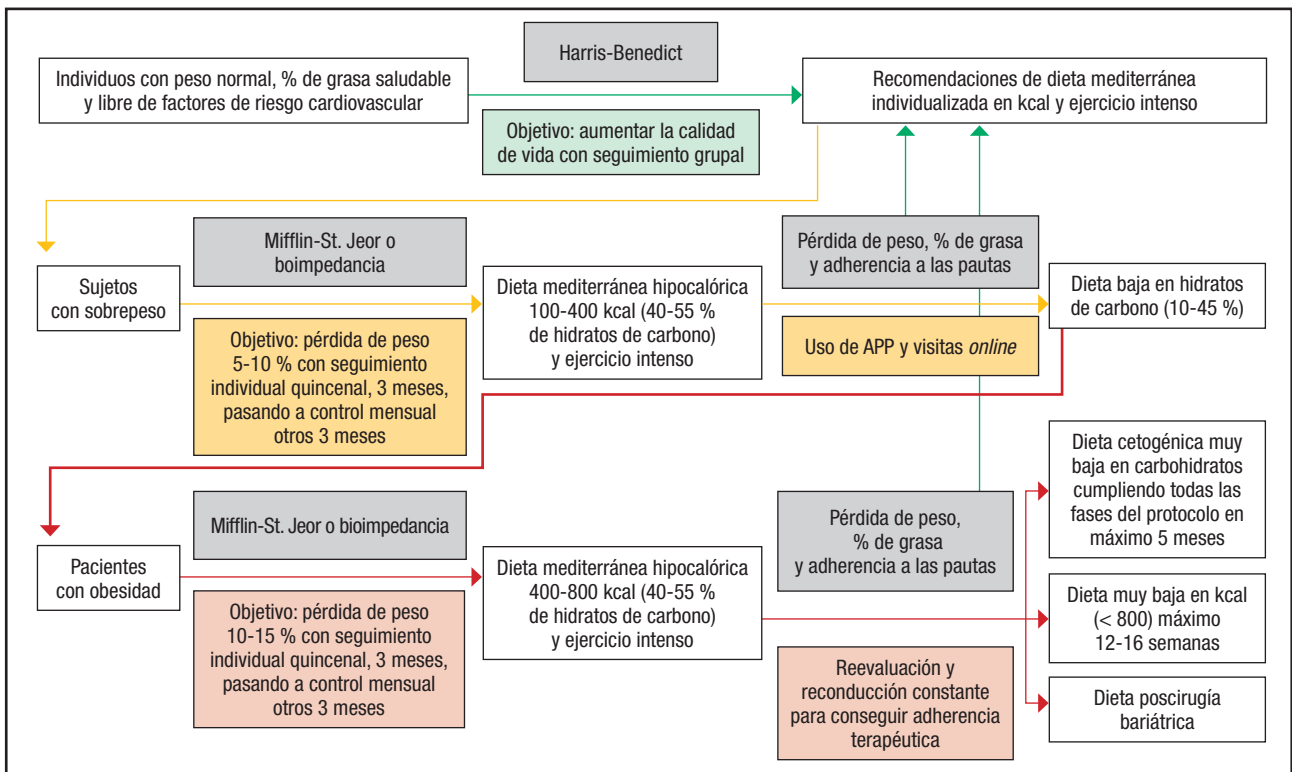 Harris-Benedict
Individuos con peso normal, % de grasa saludable
y libre de factores de riesgo cardiovascular
Recomendaciones de dieta mediterránea
individualizada en kcal y ejercicio intenso
Objetivo: aumentar la calidad
de vida con seguimiento grupal
Mifflin-St. Jeor o
boimpedancia
Pérdida de peso, % de grasa
y adherencia a las pautas
Sujetos
con sobrepeso
Dieta mediterránea hipocalórica
100-400 kcal (40-55 %
de hidratos de carbono)
y ejercicio intenso
Dieta baja en hidratos
de carbono (10-45 %)
Objetivo: pérdida de peso
5-10 % con seguimiento
individual quincenal, 3 meses,
pasando a control mensual
otros 3 meses
Uso de APP y visitas online
Mifflin-St. Jeor o bioimpedancia
Pérdida de peso,
% de grasa
y adherencia a las pautas
Dieta cetogénica muy
baja en carbohidratos
cumpliendo todas las
fases del protocolo en
máximo 5 meses
Pacientes
con obesidad
Dieta mediterránea hipocalórica
400-800 kcal (40-55 %
de hidratos de carbono)
y ejercicio intenso
Dieta muy baja en kcal
(< 800) máximo
12-16 semanas
Objetivo: pérdida de peso
10-15 % con seguimiento
individual quincenal, 3 meses,
pasando a control mensual
otros 3 meses
Reevaluación y
reconducción constante
para conseguir adherencia
terapéutica
Dieta poscirugía
bariátrica